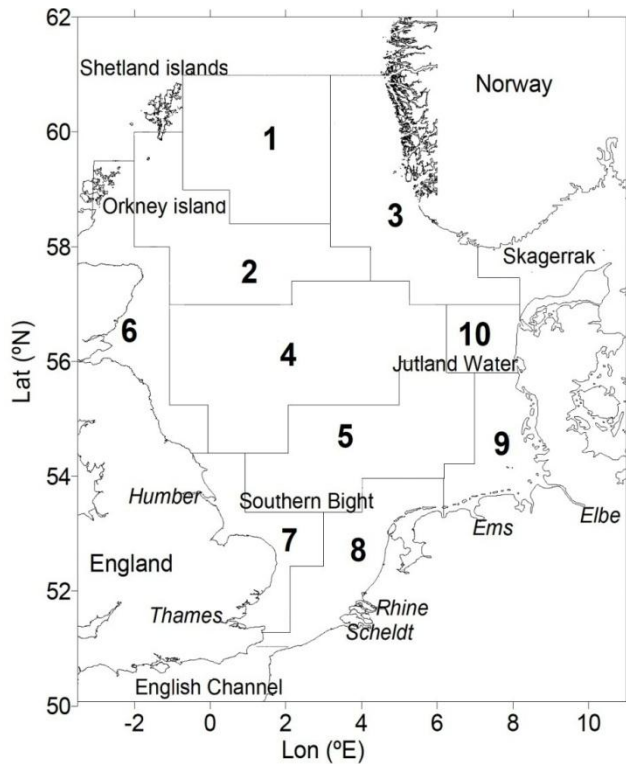 62
Shetland islands
Norway
60
1
Orkney island
3
58
Skagerrak
2
6
10
Lat (ºN)
56
4
Jutland Water
5
9
54
Humber
Southern Bight
Ems
Elbe
7
8
England
52
Thames
Rhine
Scheldt
English Channel
50
-2
0
2
4
6
8
10
Lon (ºE)